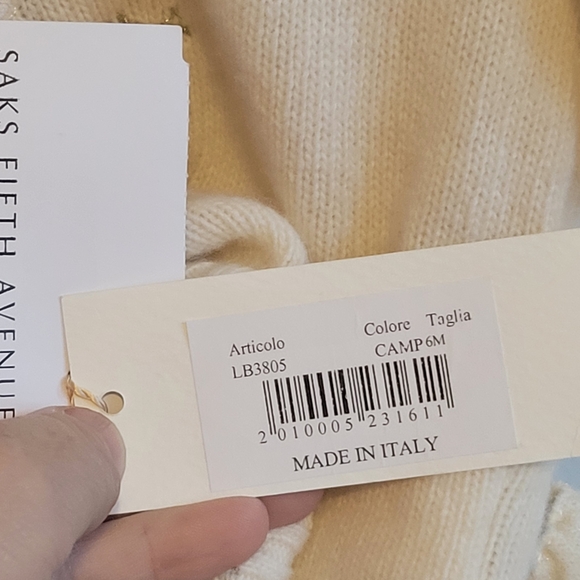 SAKS FIFTH AVENUE
Articolo
LB3805
Colore Taglia
CAMP 6M
2 010005 231611
MADE IN ITALY